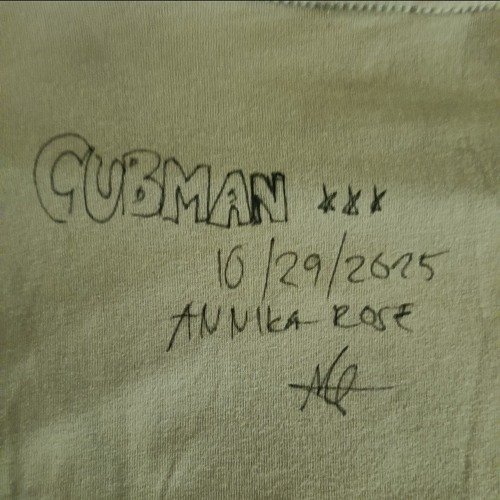 CUBMAN ***
10/29/2025
ANNIKA ROSE